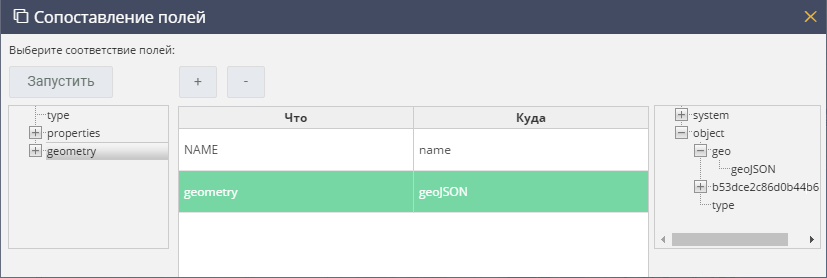 Сопоставление полей
Выберите соответствие полей:
Запустить
+
-
type
properties
geometry
Что
Куда
NAME
name
geometry
geoJSON
system
object
geo
geoJSON
b53dce2c86d0b44b6
type